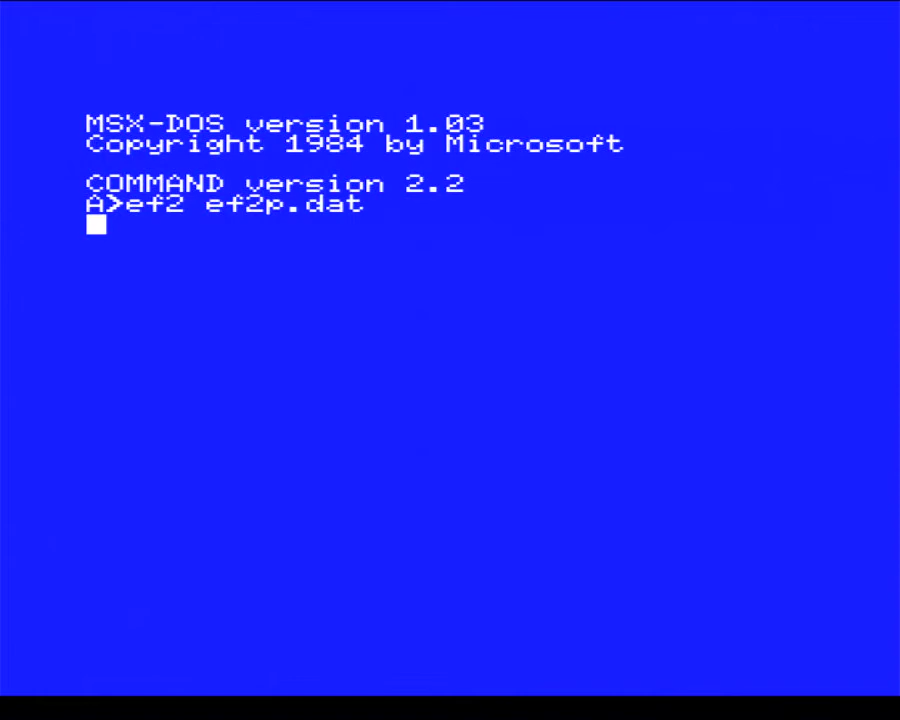 MSX-DOS version 1.03
Copyright 1984 by Microsoft
COMMAND version 2.2
A>ef2 ef2p.dat